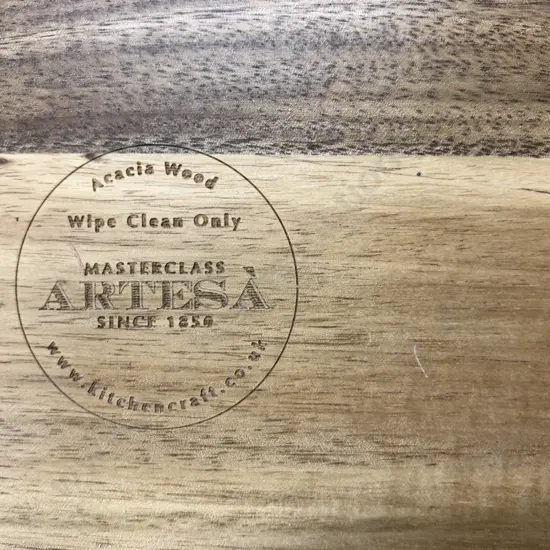 Acacia Wood
Wipe Clean Only
MASTERCLASS
ARTESÀ
SINCE 1850
www.kitchencraft.co.uk